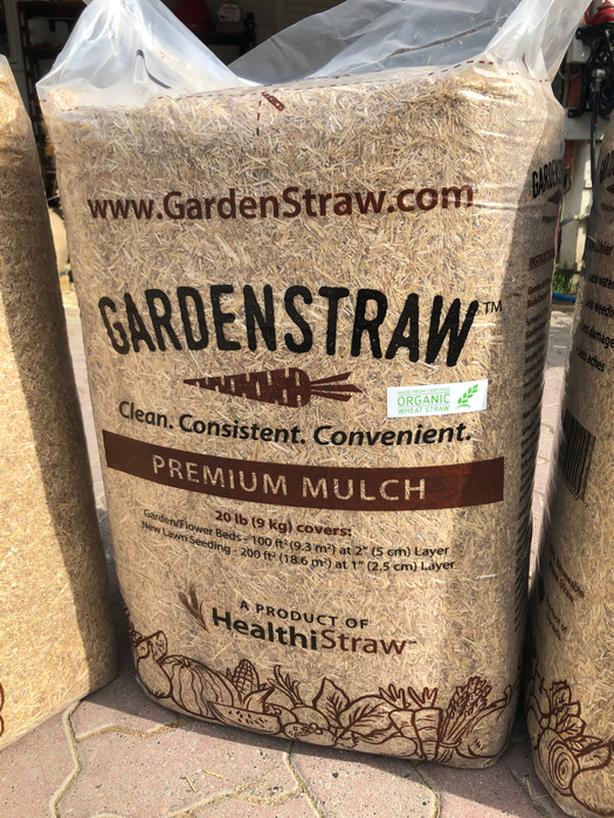 www.GardenStraw.com
GARDENSTRAW™
MADE FROM CERTIFIED
ORGANIC
WHEAT STRAW
Clean. Consistent. Convenient.
PREMIUM MULCH
20 lb (9 kg) covers:
Garden/Flower Beds - 100 ft² (9.3 m²) at 2" (5 cm) Layer
New Lawn Seeding - 200 ft² (18.6 m²) at 1" (2.5 cm) Layer
A PRODUCT OF
HealthiStraw™